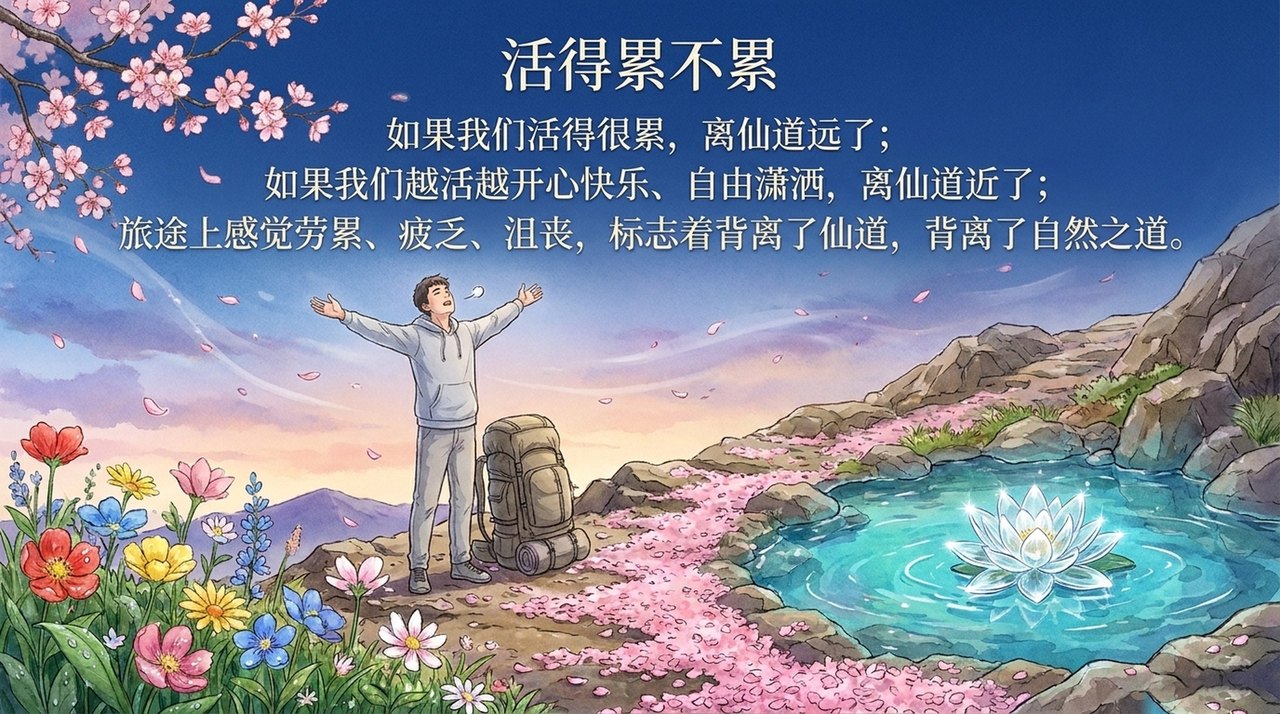 活得累不累
如果我们活得很累，离仙道远了；
如果我们越活越开心快乐、自由潇洒，离仙道近了；
旅途上感觉劳累、疲乏、沮丧，标志着背离了仙道，背离了自然之道。